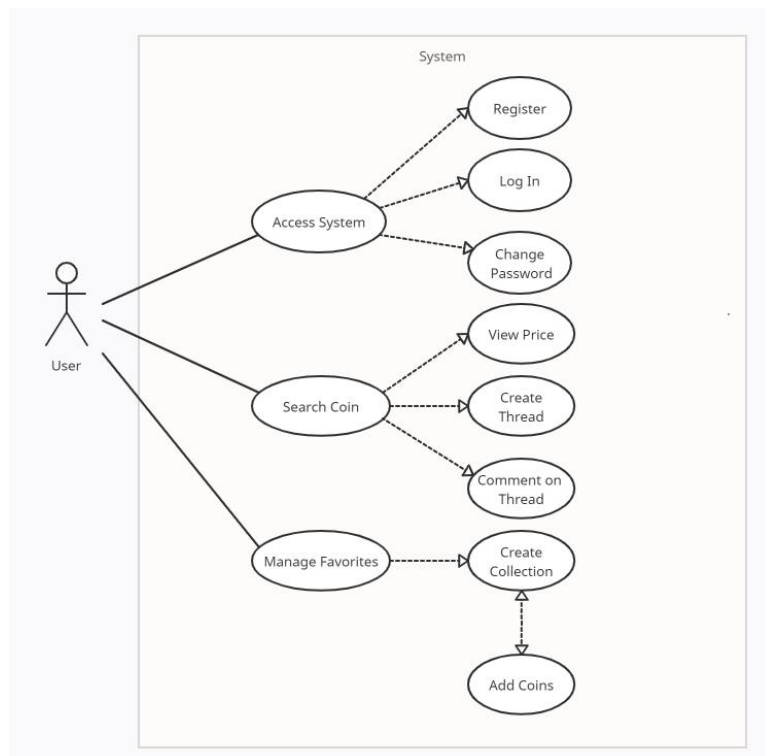 System
Register
Log In
Access System
Change
Password
User
View Price
Search Coin
Create
Thread
Comment on
Thread
Manage Favorites
Create
Collection
Add Coins